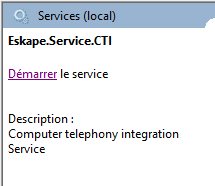 Services (local)
Eskape.Service.CTI
Démarrer le service
Description :
Computer telephony integration
Service